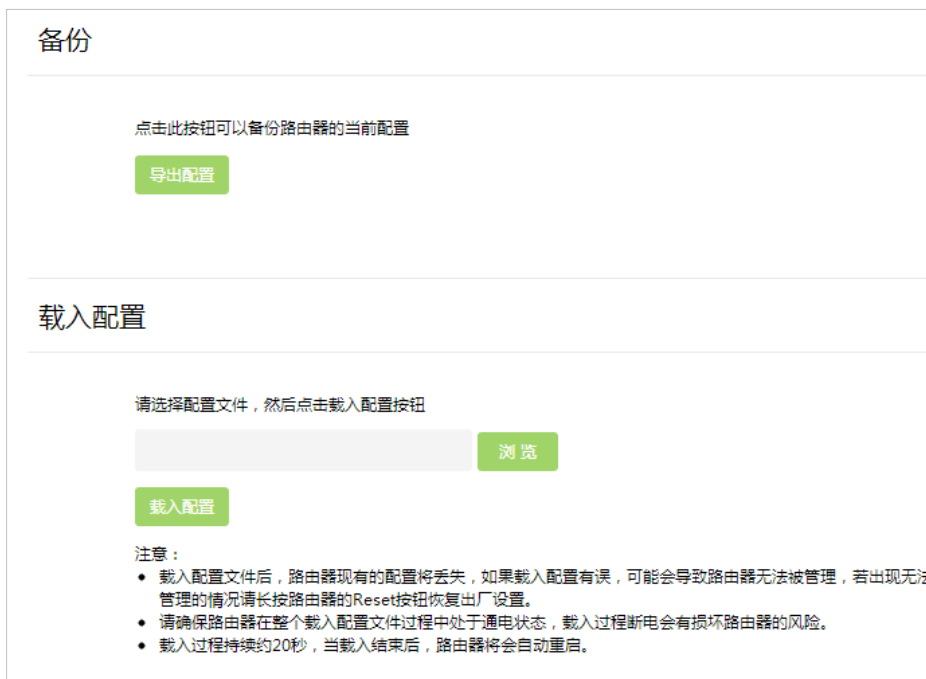 备份
点击此按钮可以备份路由器的当前配置
导出配置
载入配置
请选择配置文件，然后点击载入配置按钮
浏 览
载入配置
注意：
● 载入配置文件后，路由器现有的配置将丢失，如果载入配置有误，可能会导致路由器无法被管理，若出现无法
管理的情况请长按路由器的Reset按钮恢复出厂设置。
● 请确保路由器在整个载入配置文件过程中处于通电状态，载入过程断电会有损坏路由器的风险。
● 载入过程持续约20秒，当载入结束后，路由器将会自动重启。